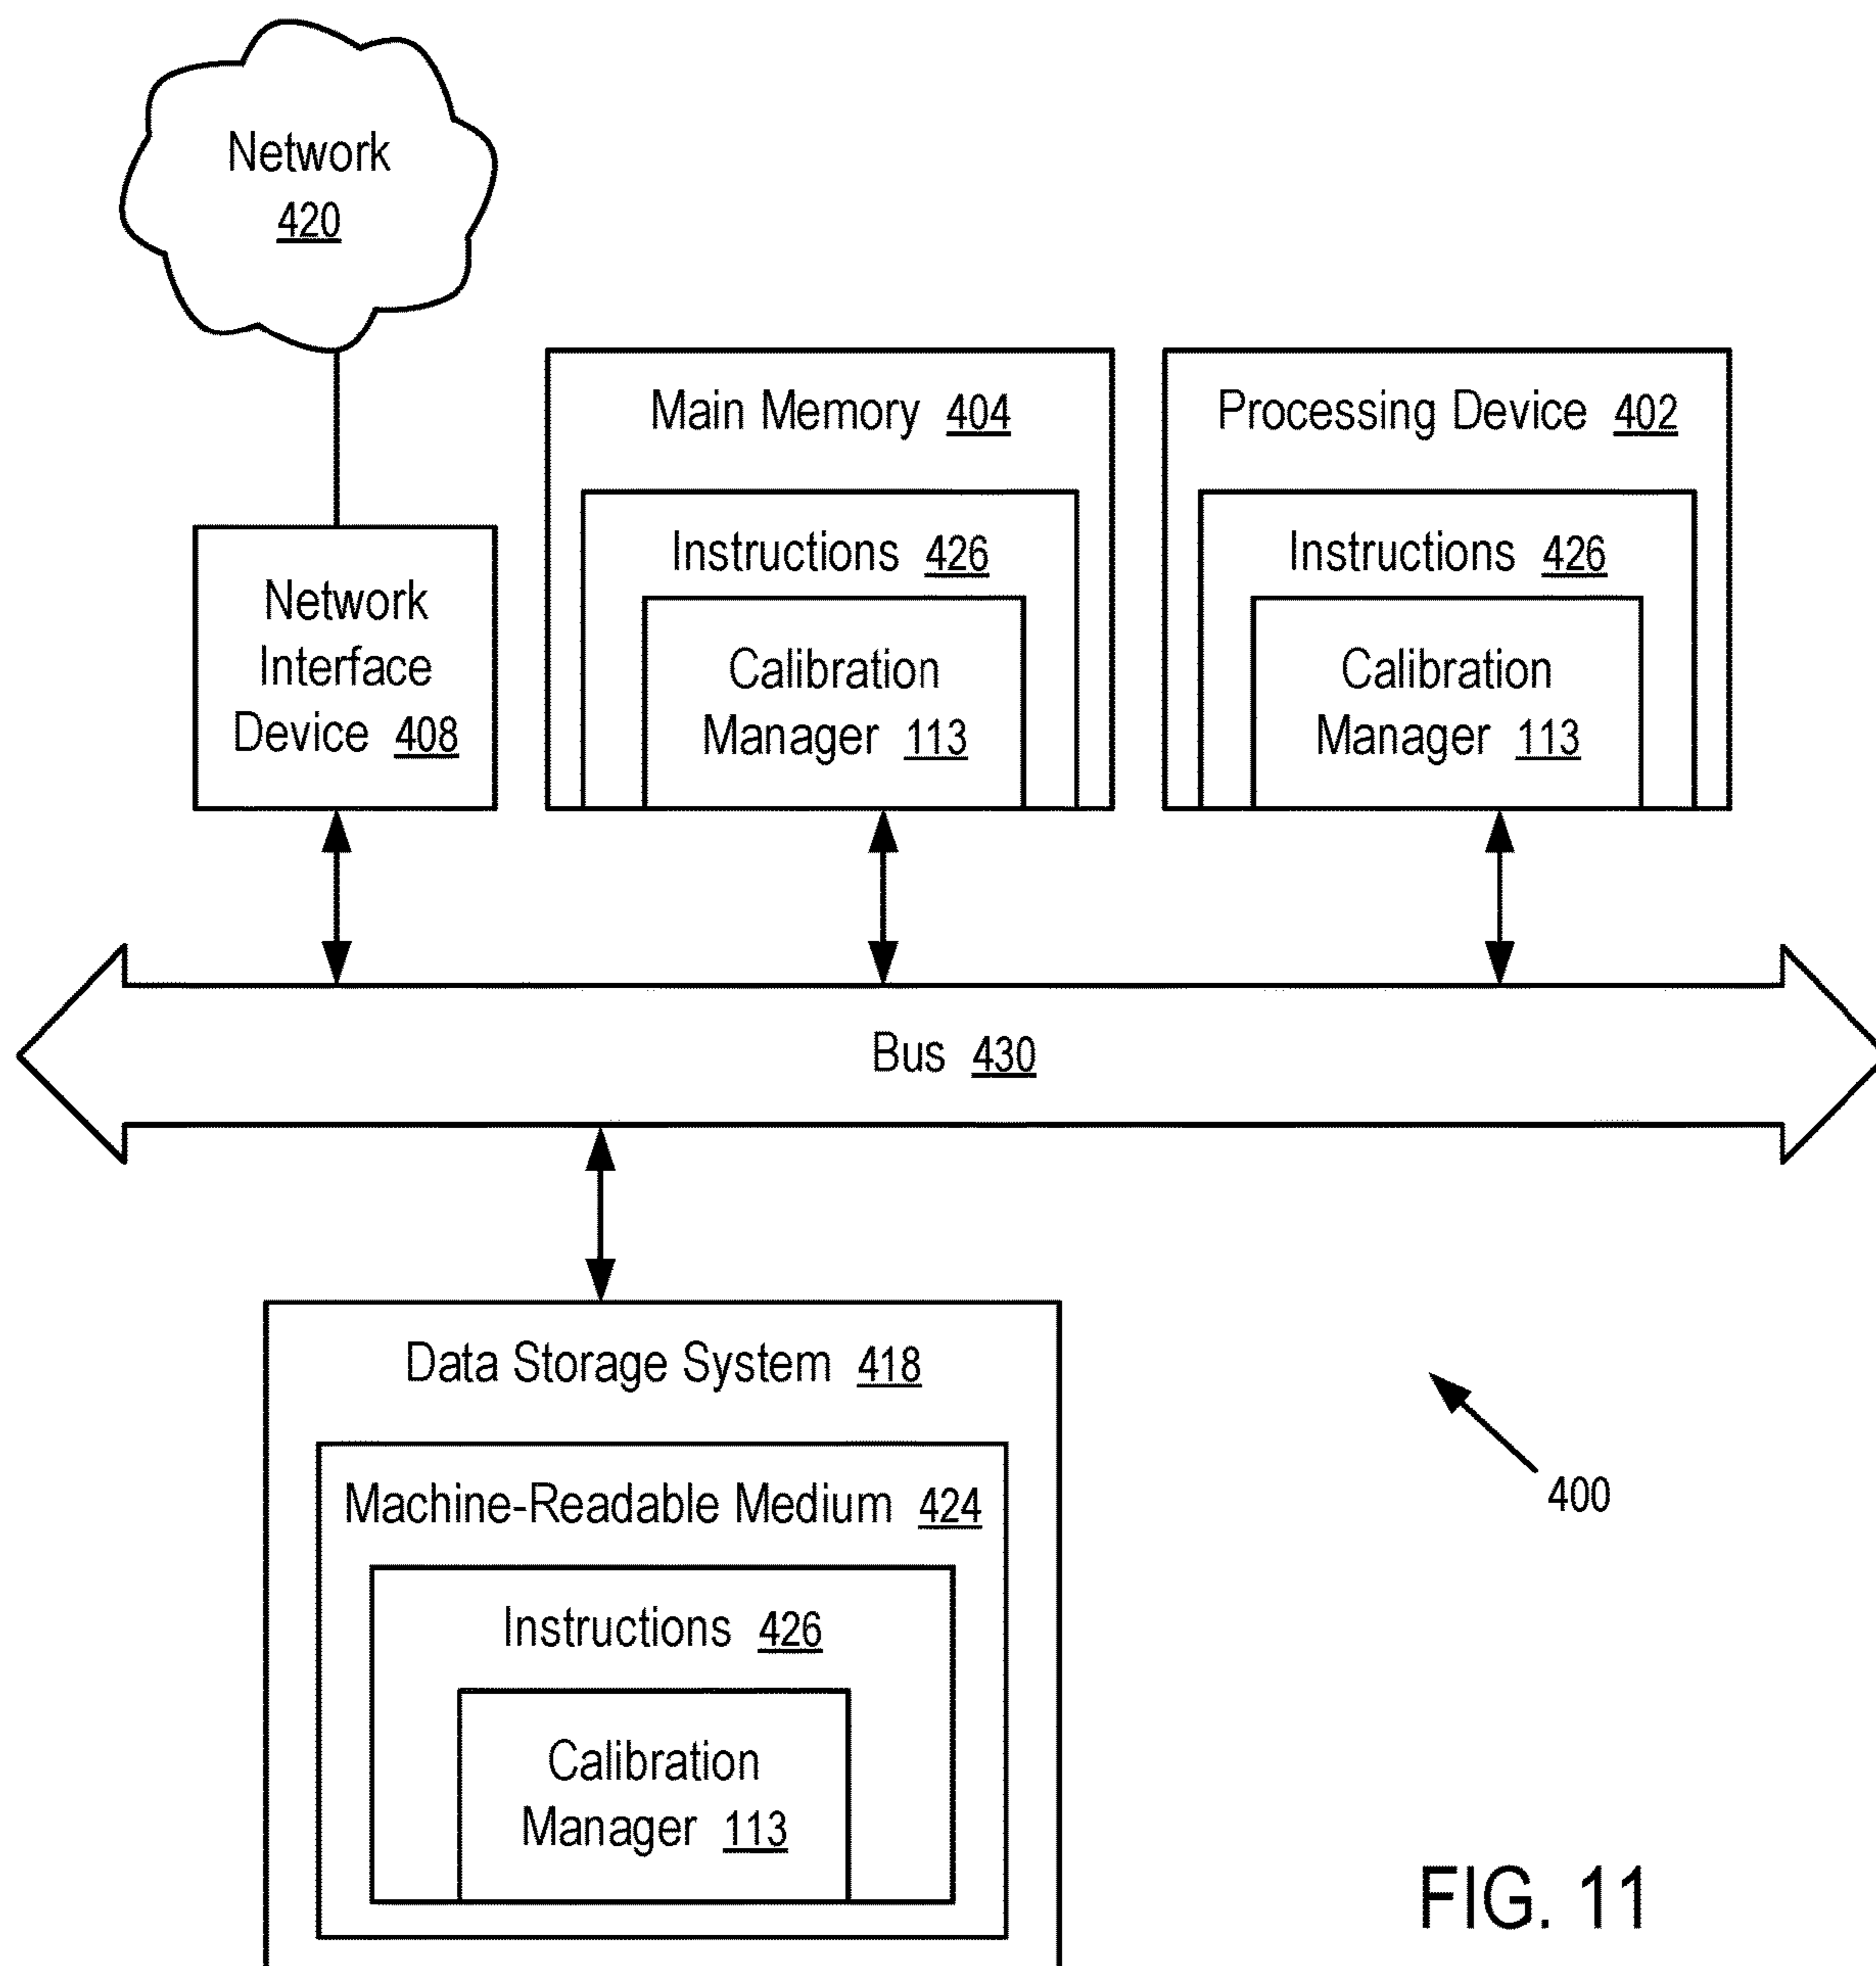 Network
420
Main Memory 404
Processing Device 402
Instructions 426
Instructions 426
Network
Interface
Device 408
Calibration
Manager 113
Calibration
Manager 113
Bus 430
Data Storage System 418
Machine-Readable Medium 424
400
Instructions 426
Calibration
Manager 113
FIG. 11